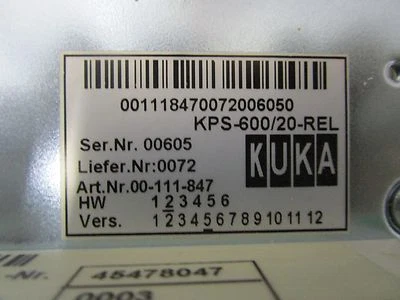 001118470072006050
KPS-600/20-REL
Ser.Nr. 00605
Liefer.Nr:0072
KUKA
Art.Nr.00-111-847
HW 1 2 3 4 5 6
Vers. 1 2 3 4 5 6 7 8 9 10 11 12
-Nr. 45478047
0003